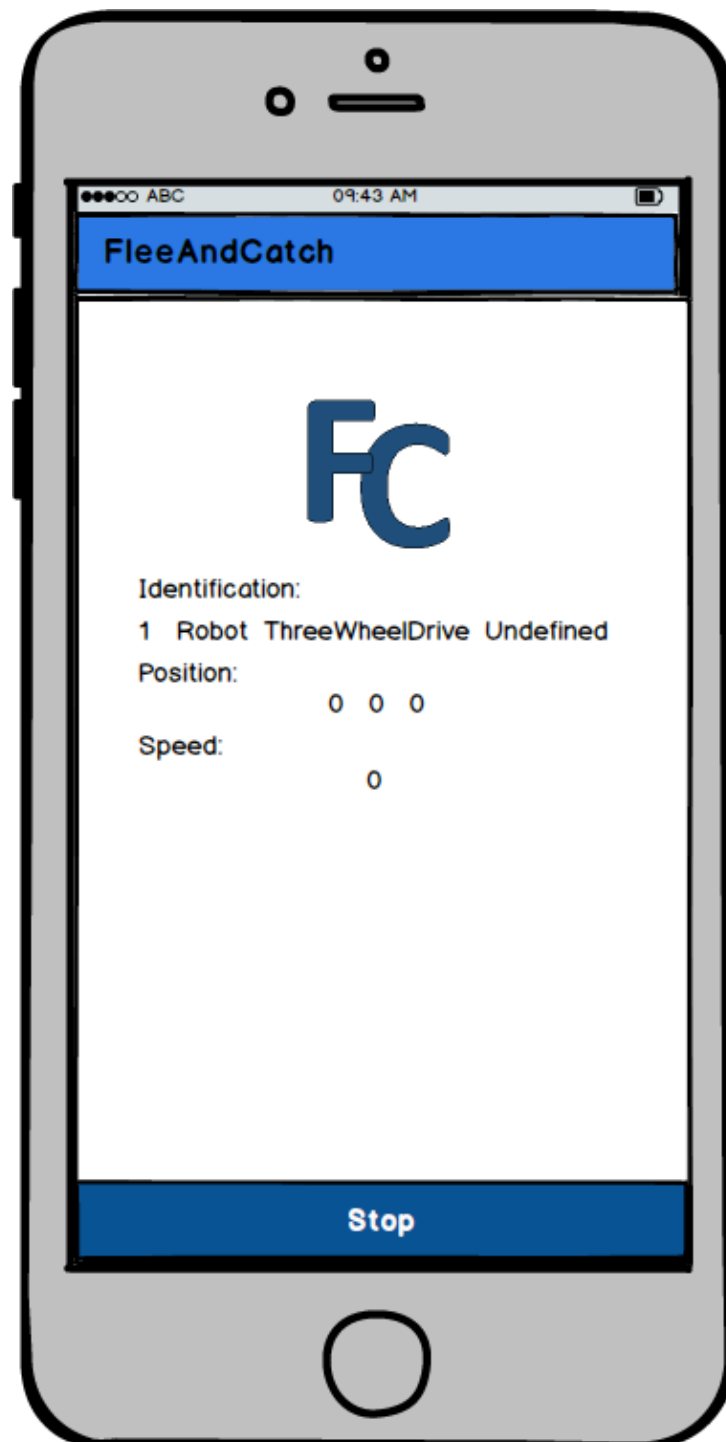 ABC 09:43 AM
FleeAndCatch
FC
Identification:
1 Robot ThreeWheelDrive Undefined
Position:
0 0 0
Speed:
0
Stop